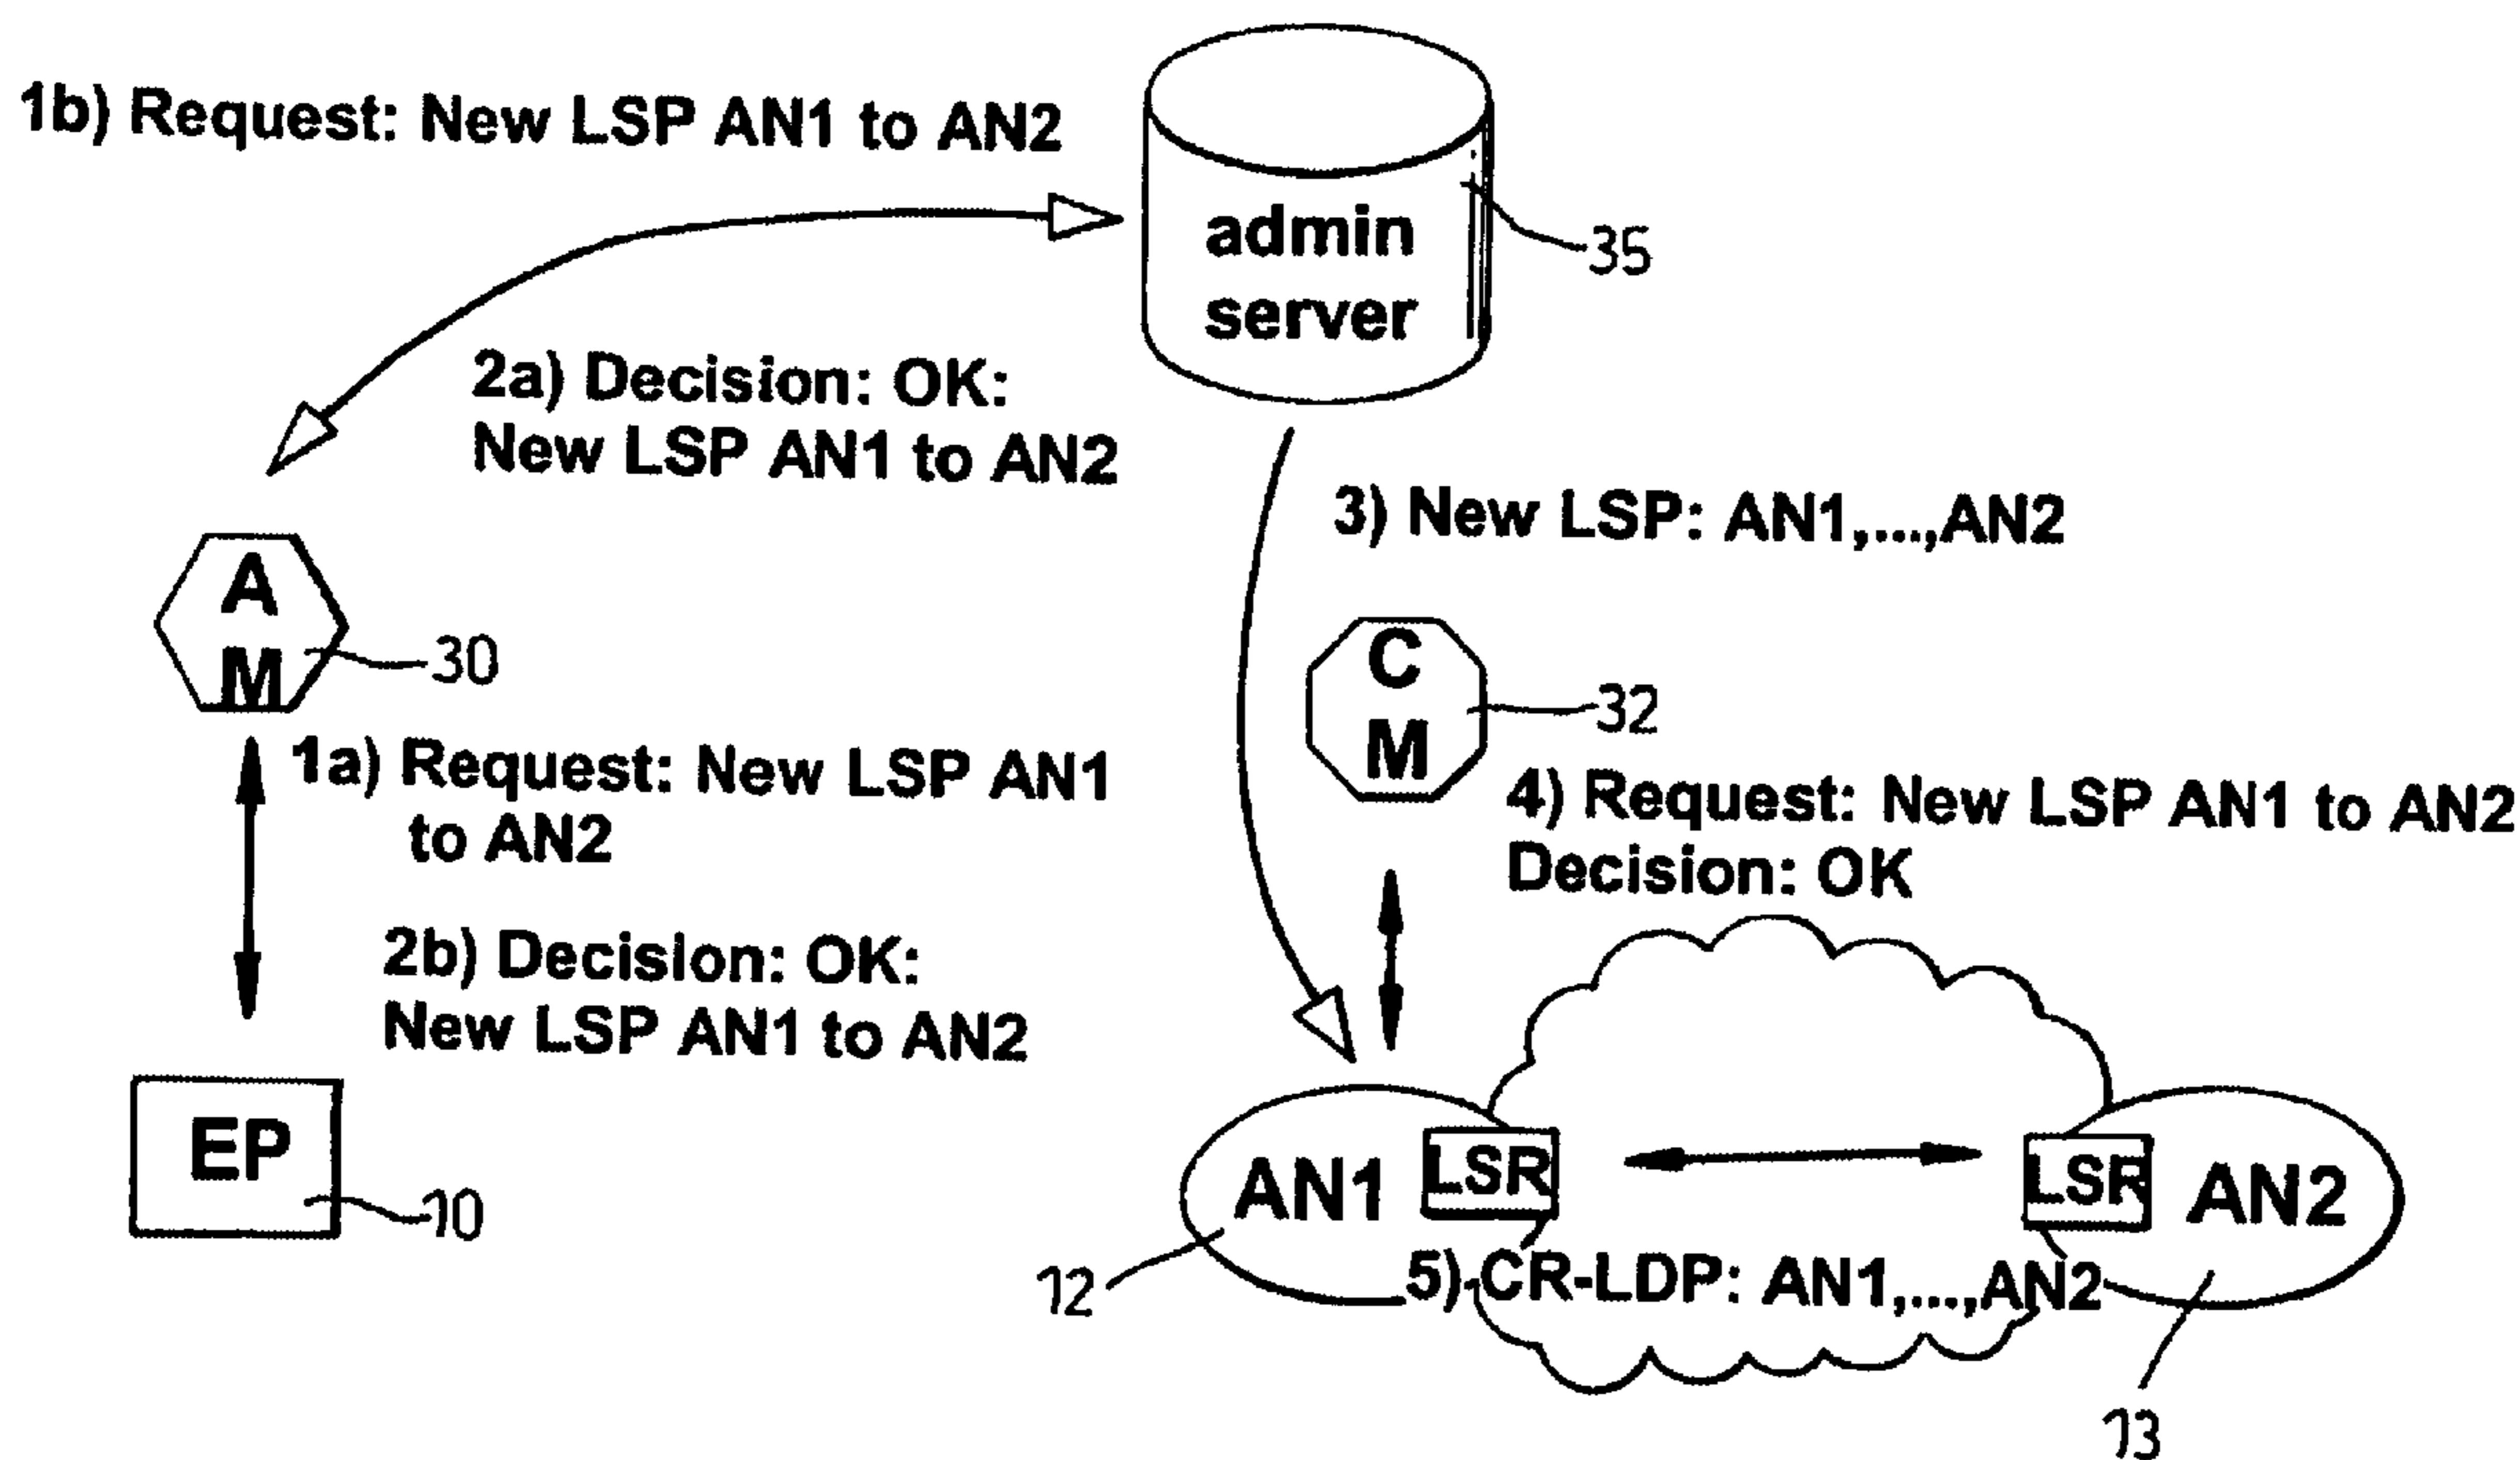 1b) Request: New LSP AN1 to AN2
admin
server
35
2a) Decision: OK:
New LSP AN1 to AN2
3) New LSP: AN1,...,AN2
A
M
30
C
M
32
1a) Request: New LSP AN1
to AN2
4) Request: New LSP AN1 to AN2
Decision: OK
2b) Decision: OK:
New LSP AN1 to AN2
EP
10
AN1
LSR
LSR
AN2
12
5) CR-LDP: AN1,...,AN2
13